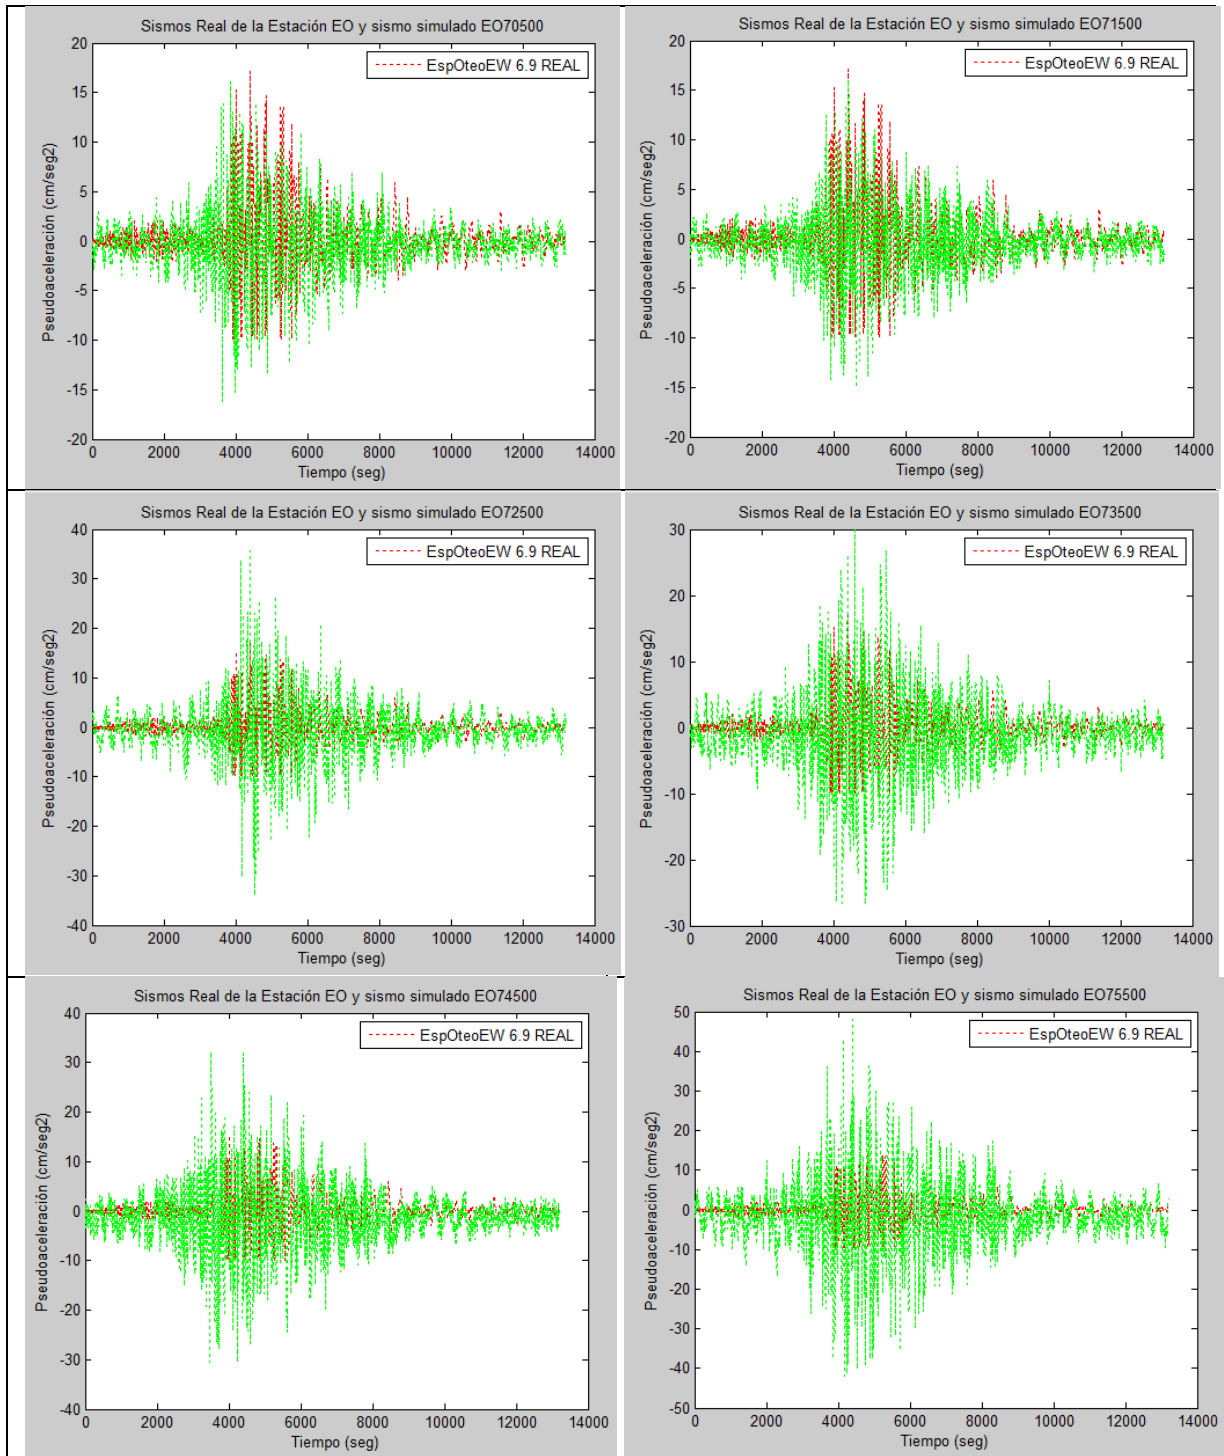 Sismos Real de la Estación EO y sismo simulado EO70500
EspOteoEW 6.9 REAL
Pseudoaceleración (cm/seg2)
20
15
10
5
0
-5
-10
-15
-20
0 2000 4000 6000 8000 10000 12000 14000
Tiempo (seg)
Sismos Real de la Estación EO y sismo simulado EO71500
EspOteoEW 6.9 REAL
Pseudoaceleración (cm/seg2)
20
15
10
5
0
-5
-10
-15
-20
0 2000 4000 6000 8000 10000 12000 14000
Tiempo (seg)
Sismos Real de la Estación EO y sismo simulado EO72500
EspOteoEW 6.9 REAL
Pseudoaceleración (cm/seg2)
40
30
20
10
0
-10
-20
-30
-40
0 2000 4000 6000 8000 10000 12000 14000
Tiempo (seg)
Sismos Real de la Estación EO y sismo simulado EO73500
EspOteoEW 6.9 REAL
Pseudoaceleración (cm/seg2)
30
20
10
0
-10
-20
-30
0 2000 4000 6000 8000 10000 12000 14000
Tiempo (seg)
Sismos Real de la Estación EO y sismo simulado EO74500
EspOteoEW 6.9 REAL
Pseudoaceleración (cm/seg2)
40
30
20
10
0
-10
-20
-30
-40
0 2000 4000 6000 8000 10000 12000 14000
Tiempo (seg)
Sismos Real de la Estación EO y sismo simulado EO75500
EspOteoEW 6.9 REAL
Pseudoaceleración (cm/seg2)
50
40
30
20
10
0
-10
-20
-30
-40
-50
0 2000 4000 6000 8000 10000 12000 14000
Tiempo (seg)